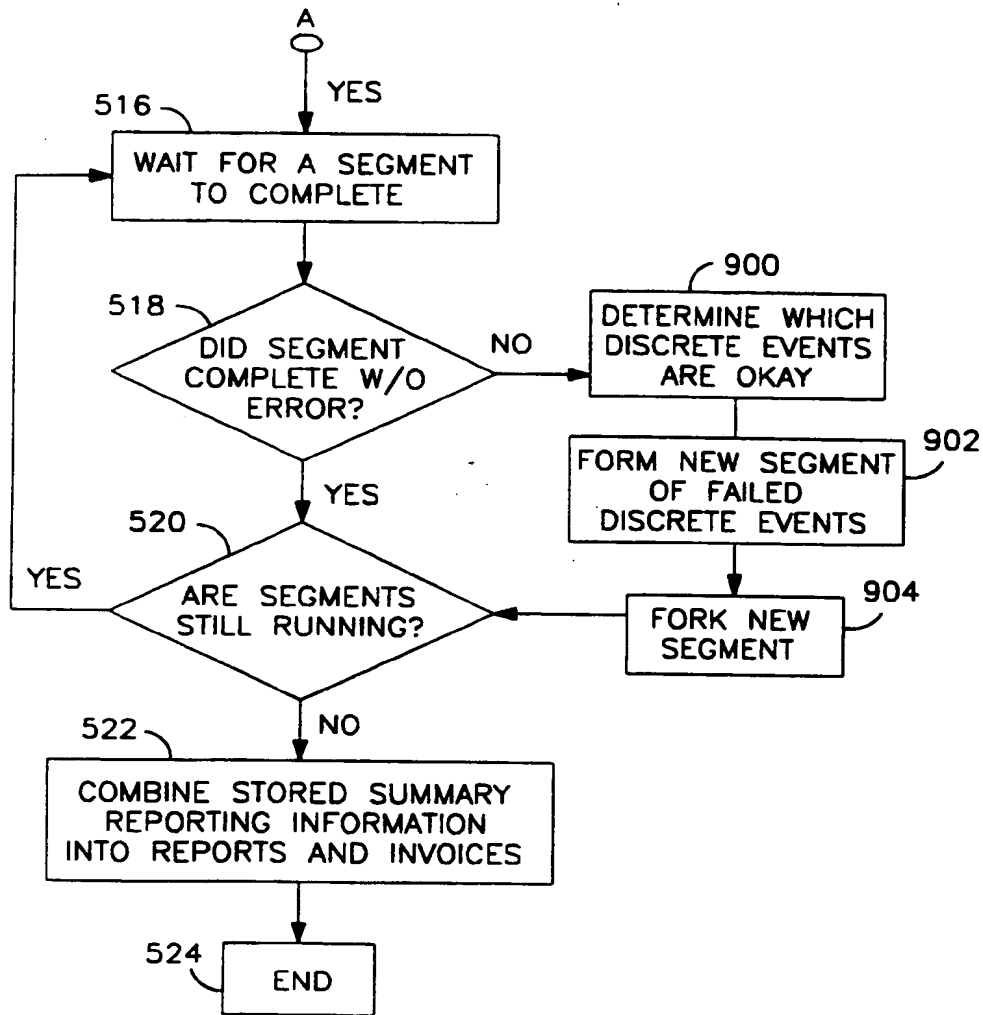 A
YES
516
WAIT FOR A SEGMENT
TO COMPLETE
518
DID SEGMENT
COMPLETE W/O
ERROR?
NO
900
DETERMINE WHICH
DISCRETE EVENTS
ARE OKAY
902
FORM NEW SEGMENT
OF FAILED
DISCRETE EVENTS
YES
520
YES
ARE SEGMENTS
STILL RUNNING?
904
FORK NEW
SEGMENT
NO
522
COMBINE STORED SUMMARY
REPORTING INFORMATION
INTO REPORTS AND INVOICES
524
END